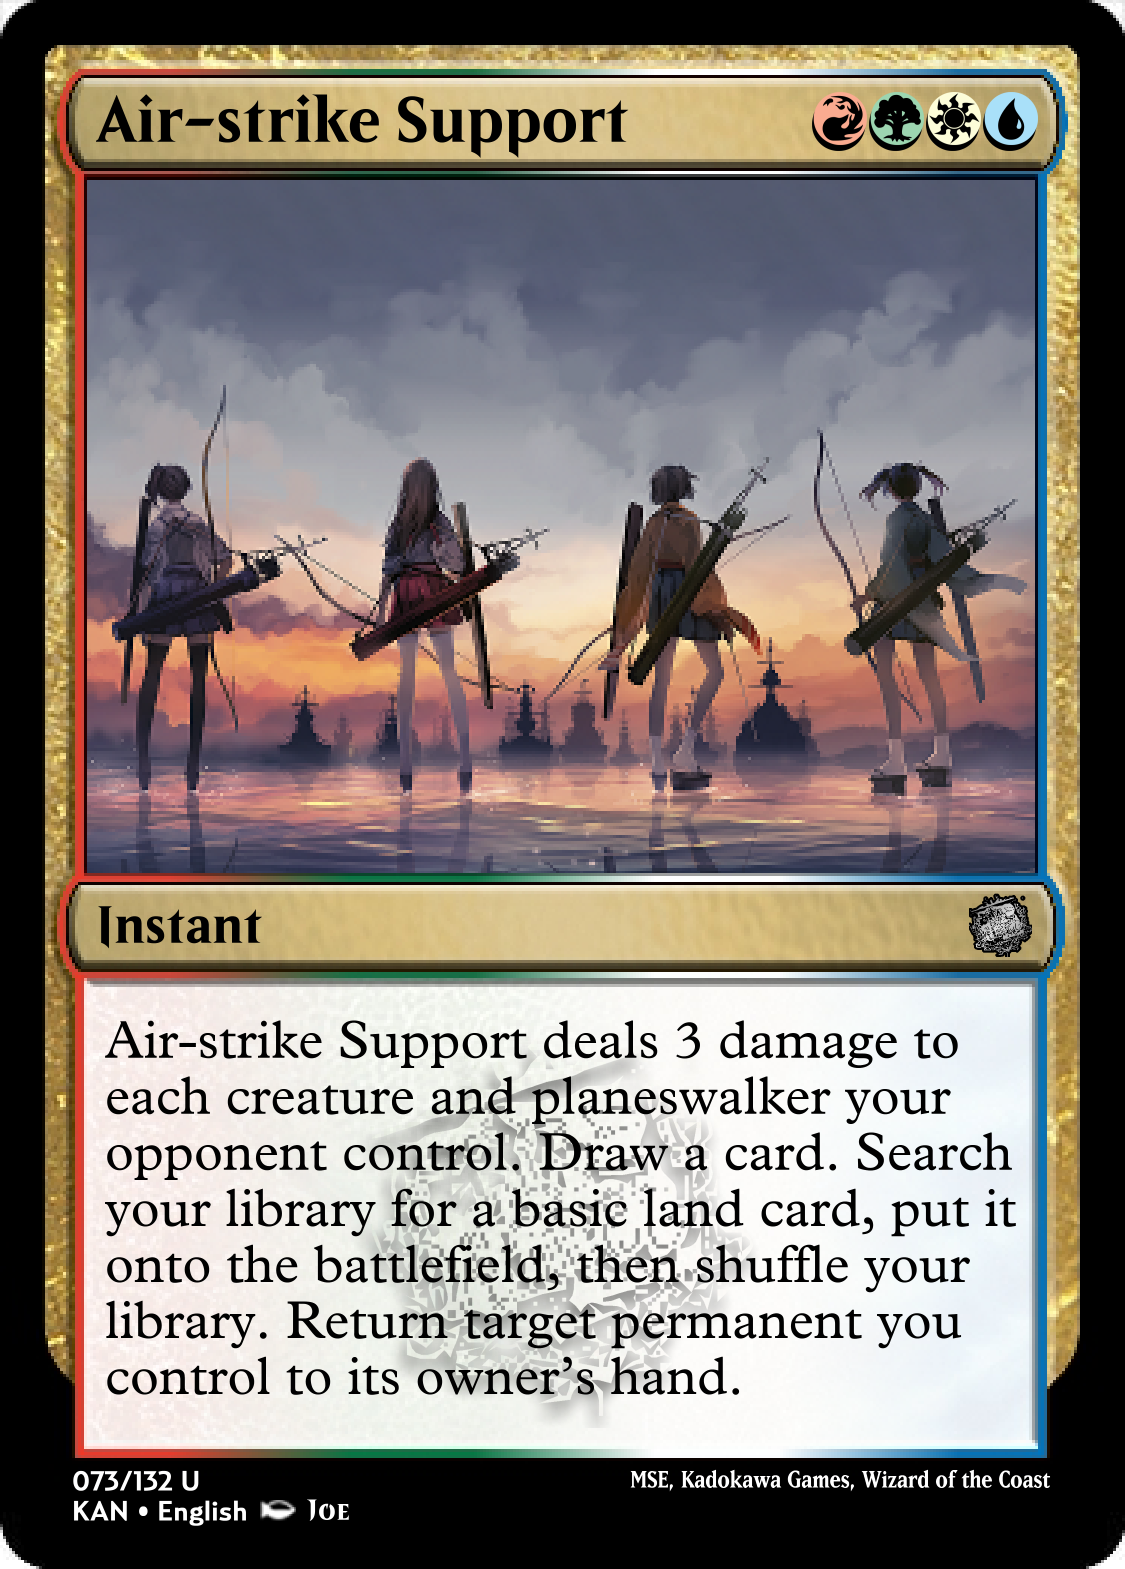 Air-strike Support
Instant
Air-strike Support deals 3 damage to
each creature and planeswalker your
opponent control. Draw a card. Search
your library for a basic land card, put it
onto the battlefield, then shuffle your
library. Return target permanent you
control to its owner's hand.
073/132 U
MSE, Kadokawa Games, Wizard of the Coast
KAN • English Joe